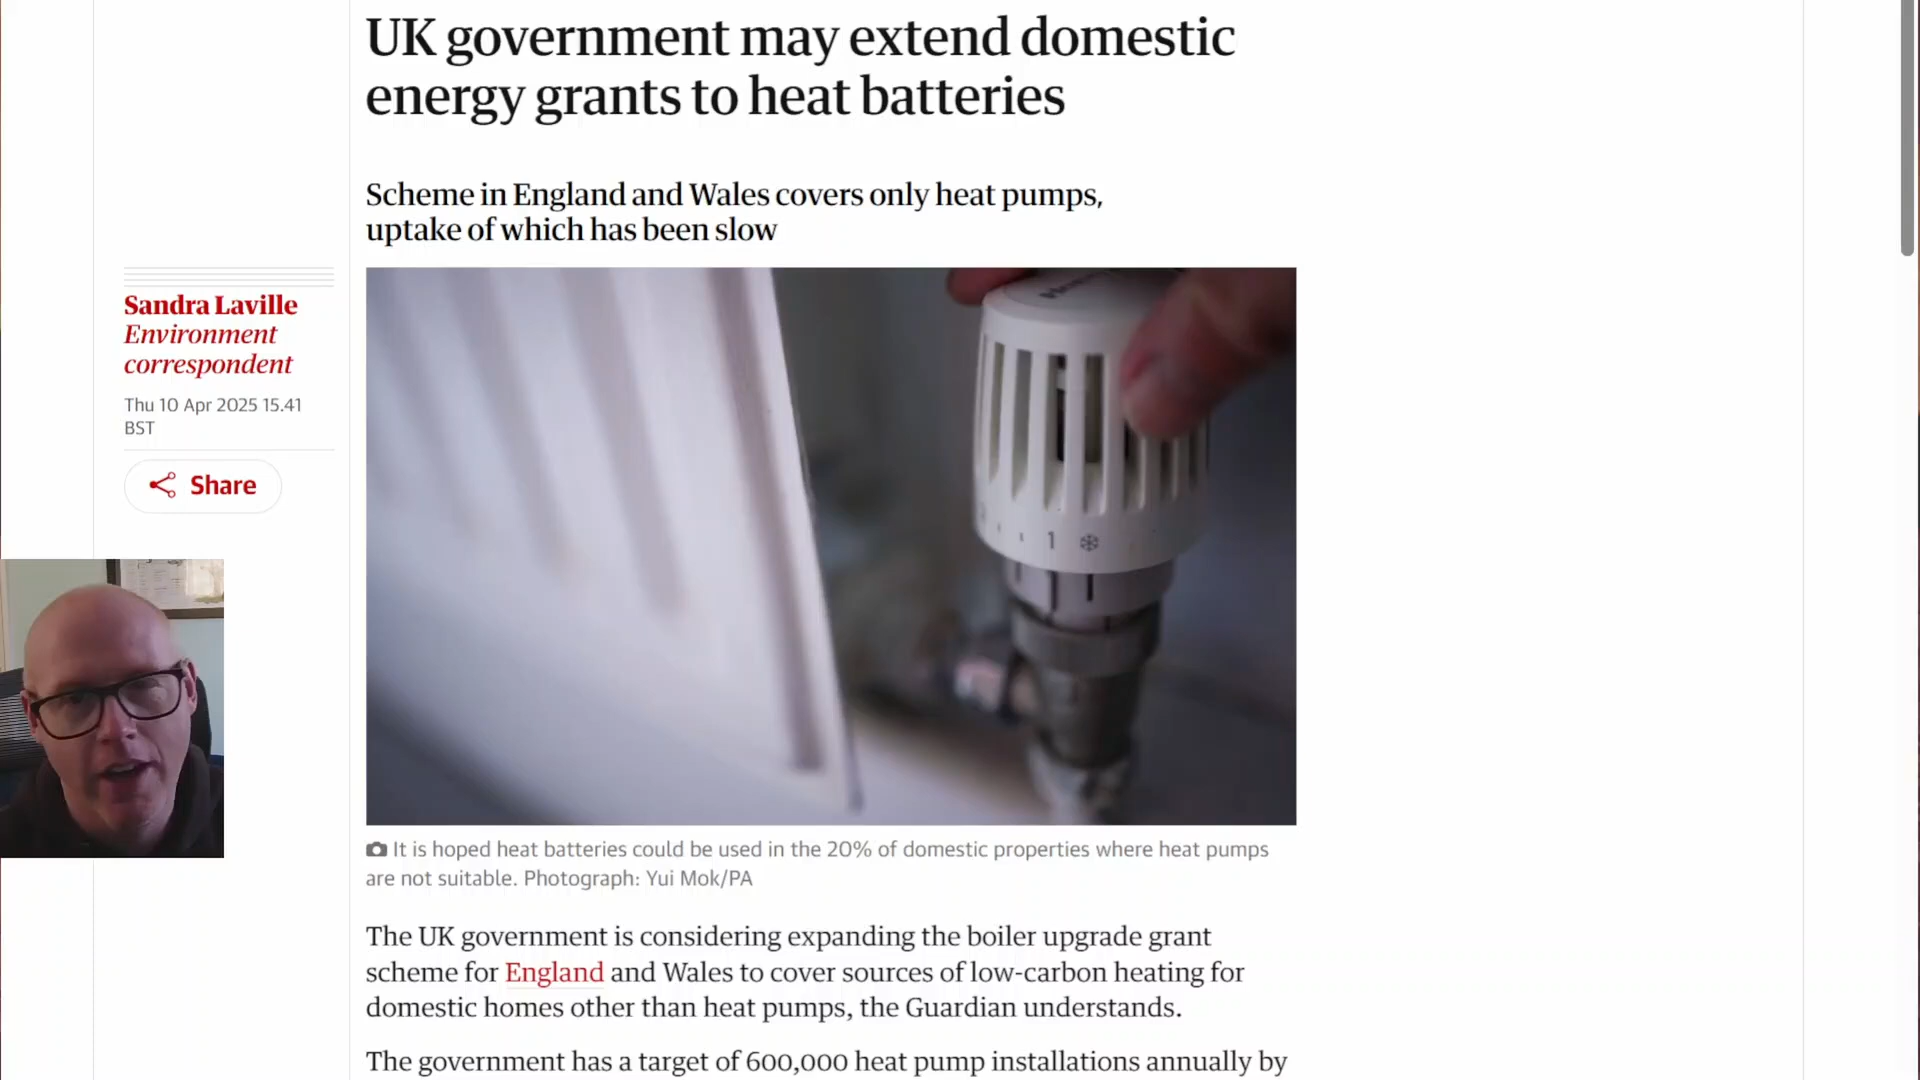 UK government may extend domestic
energy grants to heat batteries
Scheme in England and Wales covers only heat pumps,
uptake of which has been slow
Sandra Laville
Environment
correspondent
Thu 10 Apr 2025 15.41
BST
Share
1
It is hoped heat batteries could be used in the 20% of domestic properties where heat pumps
are not suitable. Photograph: Yui Mok/PA
The UK government is considering expanding the boiler upgrade grant
scheme for England and Wales to cover sources of low-carbon heating for
domestic homes other than heat pumps, the Guardian understands.
The government has a target of 600,000 heat pump installations annually by